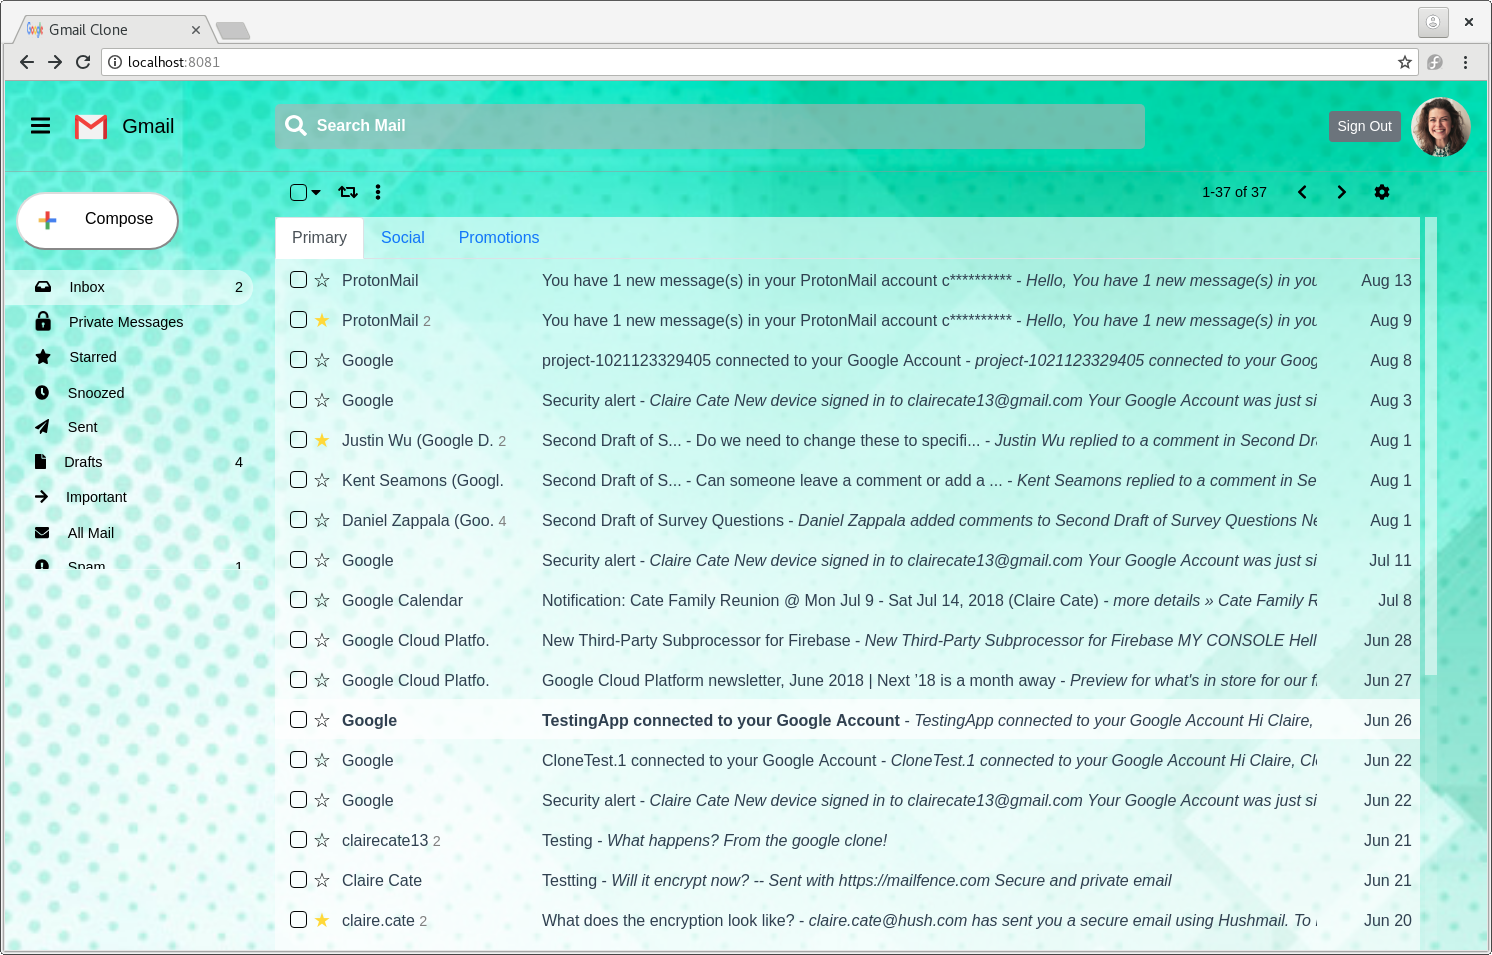 Gmail Clone
localhost:8081
Gmail
Search Mail
Sign Out
1-37 of 37
Compose
Primary Social Promotions
Inbox 2
Private Messages
Starred
Snoozed
Sent
Drafts 4
Important
All Mail
Spam 1
ProtonMail You have 1 new message(s) in your ProtonMail account c********** - Hello, You have 1 new message(s) in you Aug 13
ProtonMail 2 You have 1 new message(s) in your ProtonMail account c********** - Hello, You have 1 new message(s) in you Aug 9
Google project-1021123329405 connected to your Google Account - project-1021123329405 connected to your Goog Aug 8
Google Security alert - Claire Cate New device signed in to clairecate13@gmail.com Your Google Account was just si Aug 3
Justin Wu (Google D. 2 Second Draft of S... - Do we need to change these to specifi... - Justin Wu replied to a comment in Second Dr Aug 1
Kent Seamons (Googl. Second Draft of S... - Can someone leave a comment or add a ... - Kent Seamons replied to a comment in Se Aug 1
Daniel Zappala (Goo. 4 Second Draft of Survey Questions - Daniel Zappala added comments to Second Draft of Survey Questions Ne Aug 1
Google Security alert - Claire Cate New device signed in to clairecate13@gmail.com Your Google Account was just si Jul 11
Google Calendar Notification: Cate Family Reunion @ Mon Jul 9 - Sat Jul 14, 2018 (Claire Cate) - more details » Cate Family R Jul 8
Google Cloud Platfo. New Third-Party Subprocessor for Firebase - New Third-Party Subprocessor for Firebase MY CONSOLE Hell Jun 28
Google Cloud Platfo. Google Cloud Platform newsletter, June 2018 | Next ’18 is a month away - Preview for what's in store for our f Jun 27
Google TestingApp connected to your Google Account - TestingApp connected to your Google Account Hi Claire, Jun 26
Google CloneTest.1 connected to your Google Account - CloneTest.1 connected to your Google Account Hi Claire, Cl Jun 22
Google Security alert - Claire Cate New device signed in to clairecate13@gmail.com Your Google Account was just si Jun 22
clairecate13 2 Testing - What happens? From the google clone! Jun 21
Claire Cate Testting - Will it encrypt now? -- Sent with https://mailfence.com Secure and private email Jun 21
claire.cate 2 What does the encryption look like? - claire.cate@hush.com has sent you a secure email using Hushmail. To Jun 20